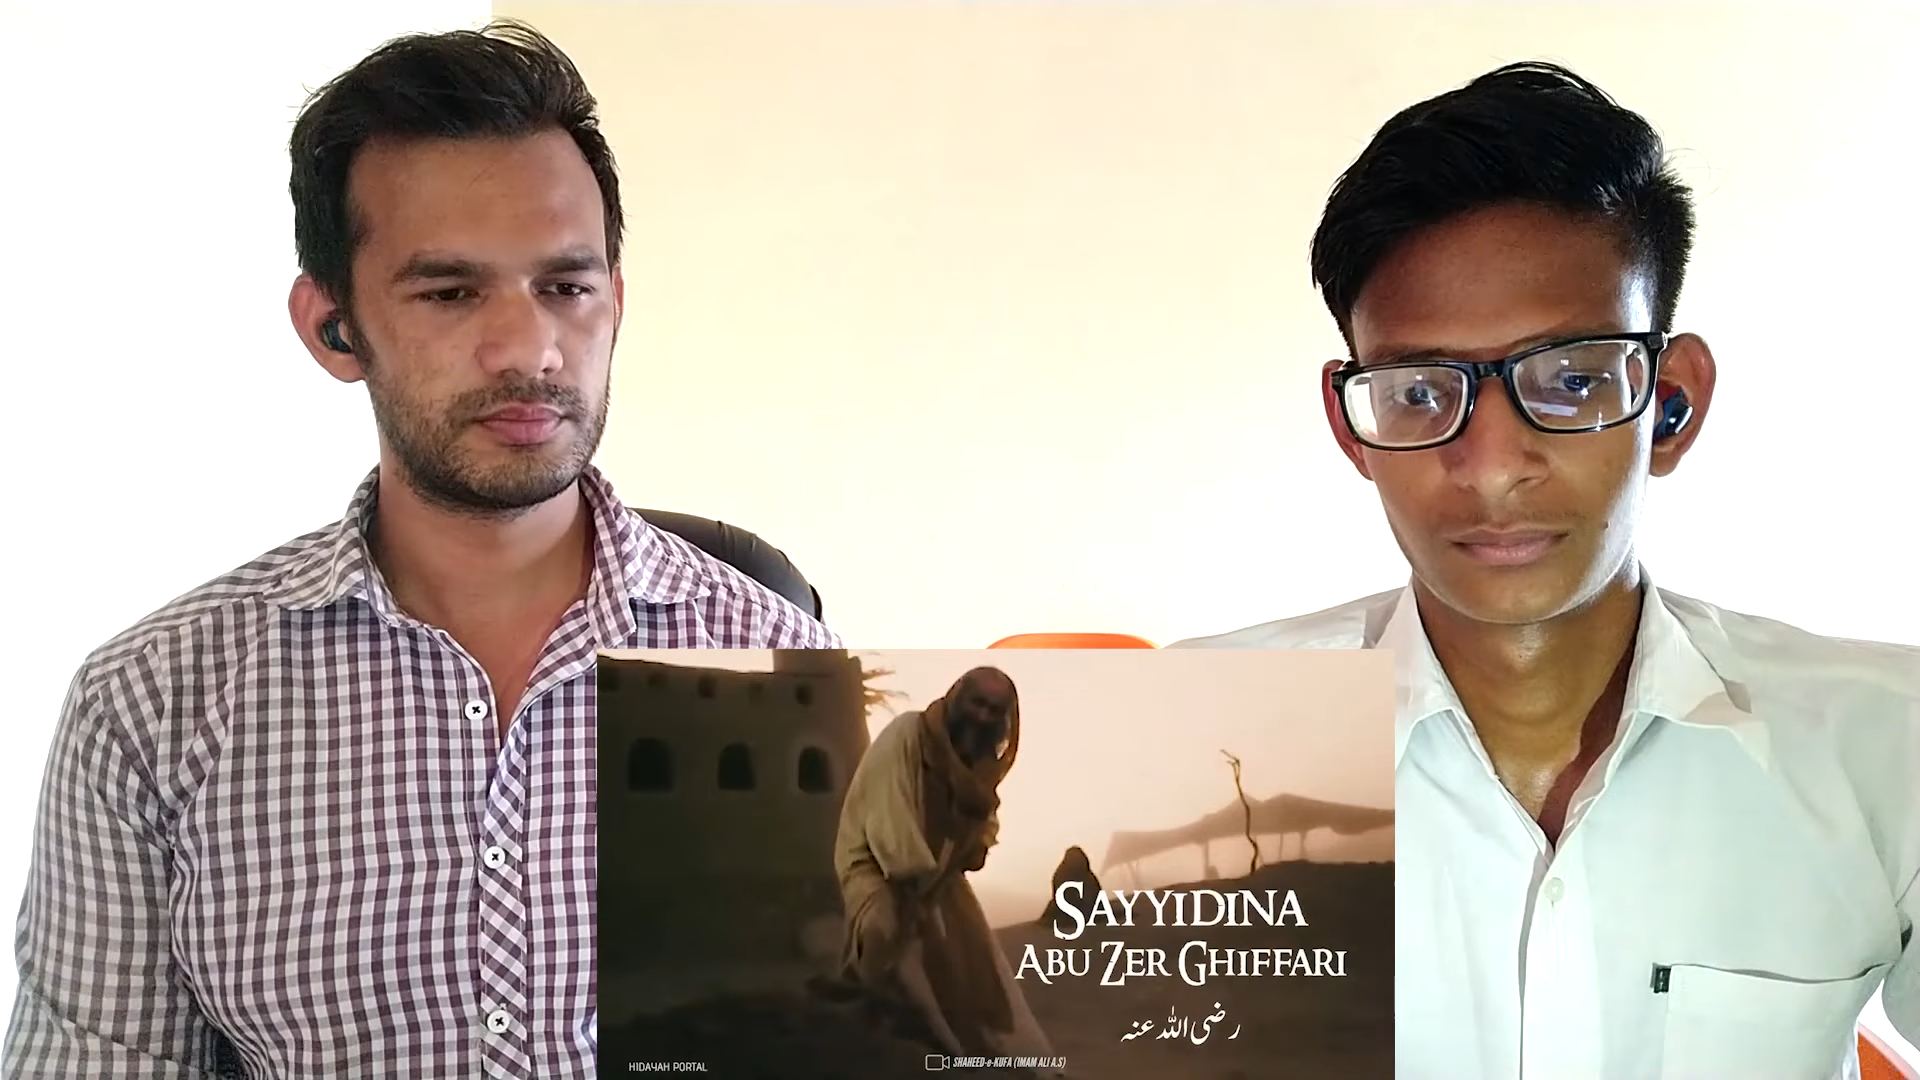 SAYYIDINA
ABU ZER GHIFFARI
رضی اللہ عنہ
HIDAYAH PORTAL
SHAHEED-e-KUFA (IMAM ALI A.S)